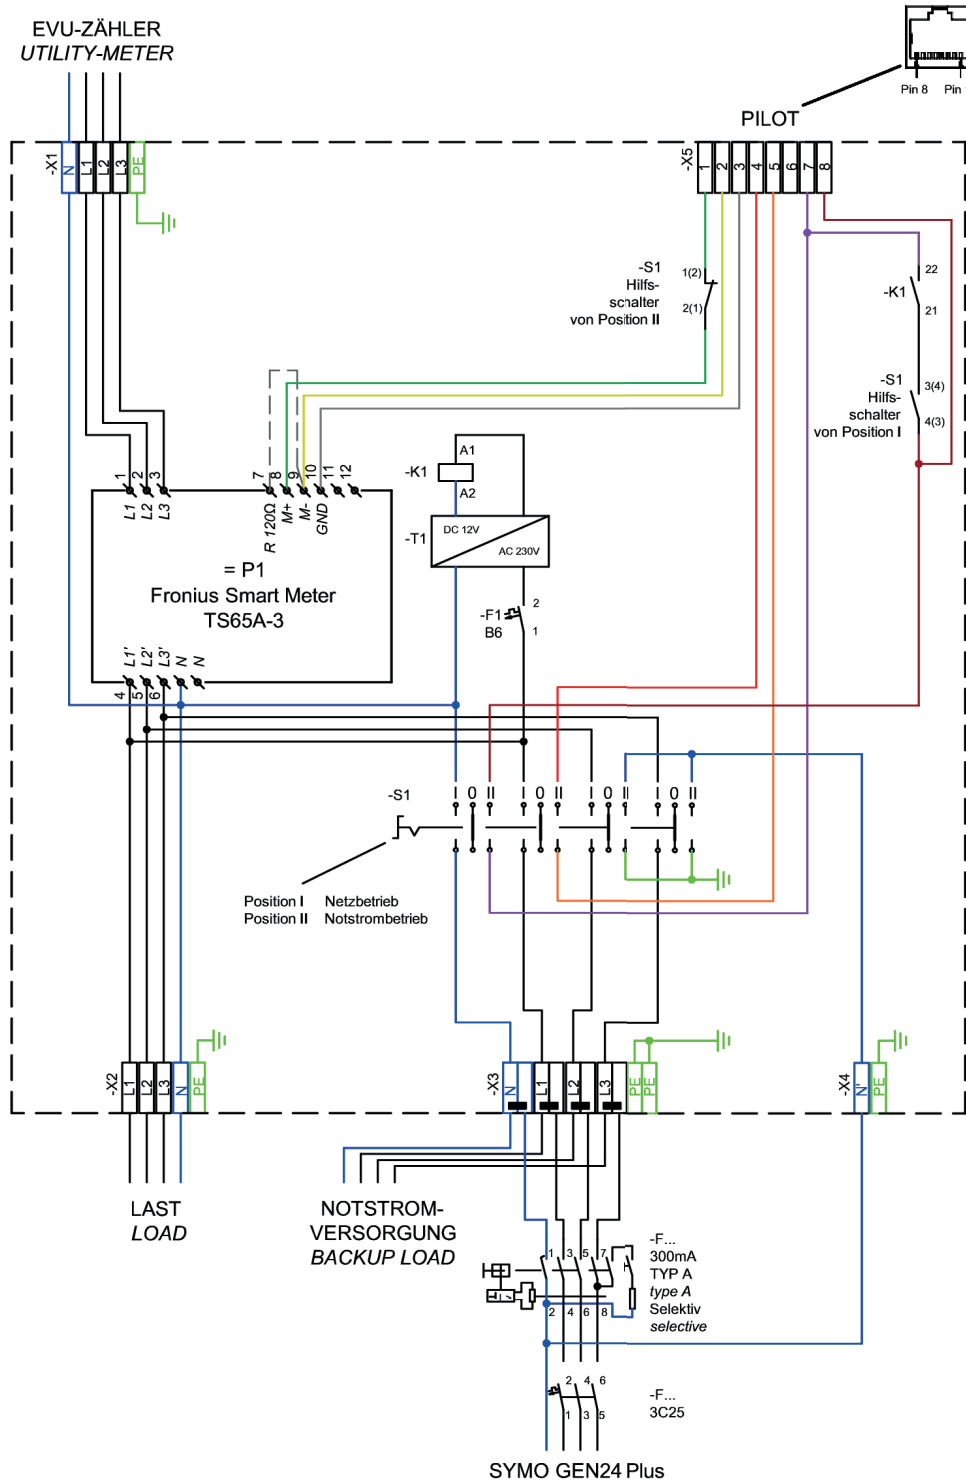 EVU-ZÄHLER
UTILITY-METER
Pin 8 Pin
PILOT
-X1 N L1 L2 L3 PE
-X5 1 2 3 4 5 6 7 8
-S1
Hilfs-
schalter
von Position II
1(2)
2(1)
22
-K1
21
-S1
Hilfs-
schalter
von Position I
3(4)
4(3)
1 2 3 7 8 9 10 11 12
L1 L2 L3 R 120Ω M+ M- GND
A1
-K1
A2
-T1
DC 12V
AC 230V
= P1
Fronius Smart Meter
TS65A-3
-F1
B6
2
1
L1' L2' L3' N N
4 5 6
-S1
I 0 II I 0 II I 0 II I 0 II
Position I Netzbetrieb
Position II Notstrombetrieb
-X2 L1 L2 L3 N PE
-X3 N L1 L2 L3 PE PE
-X4 N' PE
LAST
LOAD
NOTSTROM-
VERSORGUNG
BACKUP LOAD
1 3 5 7
2 4 6 8
-F...
300mA
TYP A
type A
Selektiv
selective
2 4 6
1 3 5
-F...
3C25
SYMO GEN24 Plus